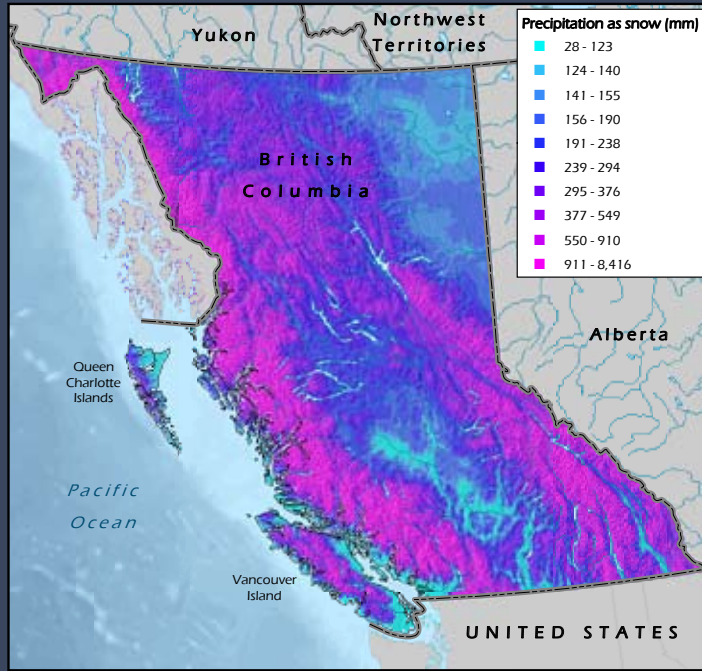 Yukon
Northwest
Territories
Precipitation as snow (mm)
28 - 123
124 - 140
141 - 155
156 - 190
191 - 238
239 - 294
295 - 376
377 - 549
550 - 910
911 - 8,416
British
Columbia
Alberta
Queen
Charlotte
Islands
Pacific
Ocean
Vancouver
Island
UNITED STATES